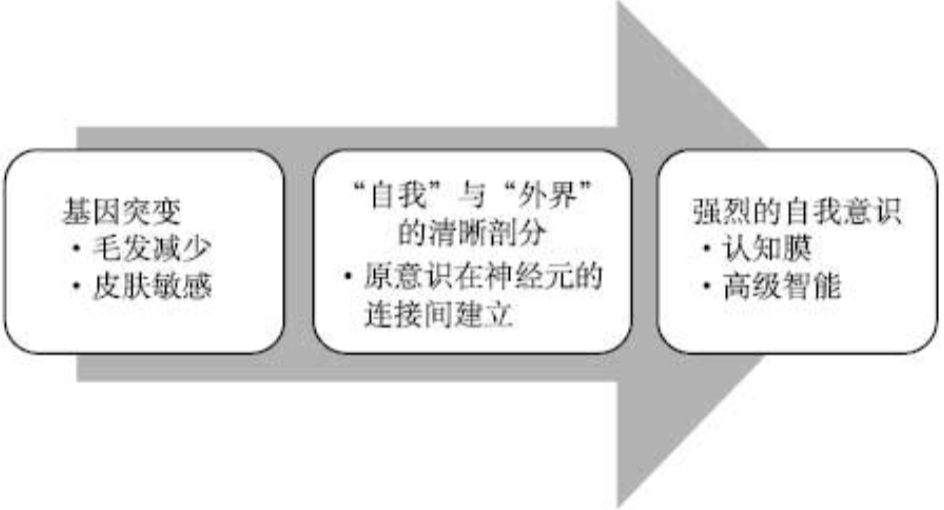 基因突变
・毛发减少
・皮肤敏感
“自我”与“外界”
的清晰剖分
・原意识在神经元的
连接间建立
强烈的自我意识
・认知膜
・高级智能